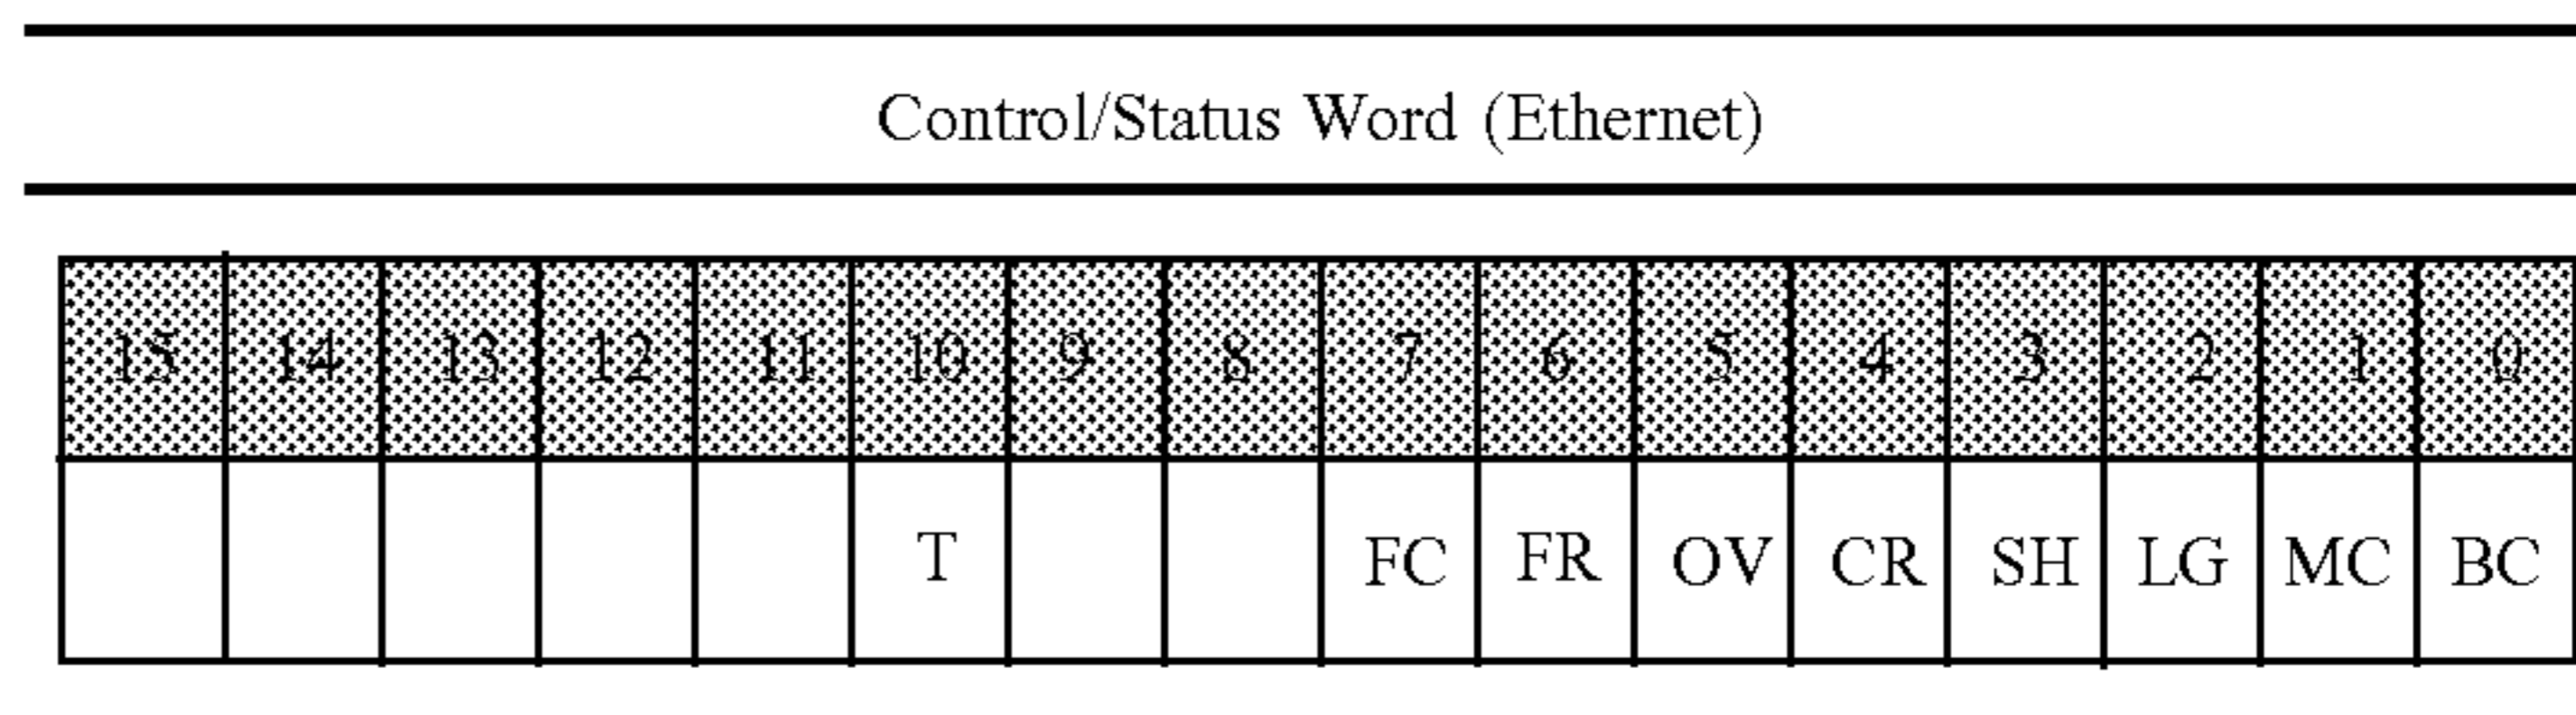 Control/Status Word (Ethernet)
15 14 13 12 11 10 9 8 7 6 5 4 3 2 1 0
T FC FR OV CR SH LG MC BC